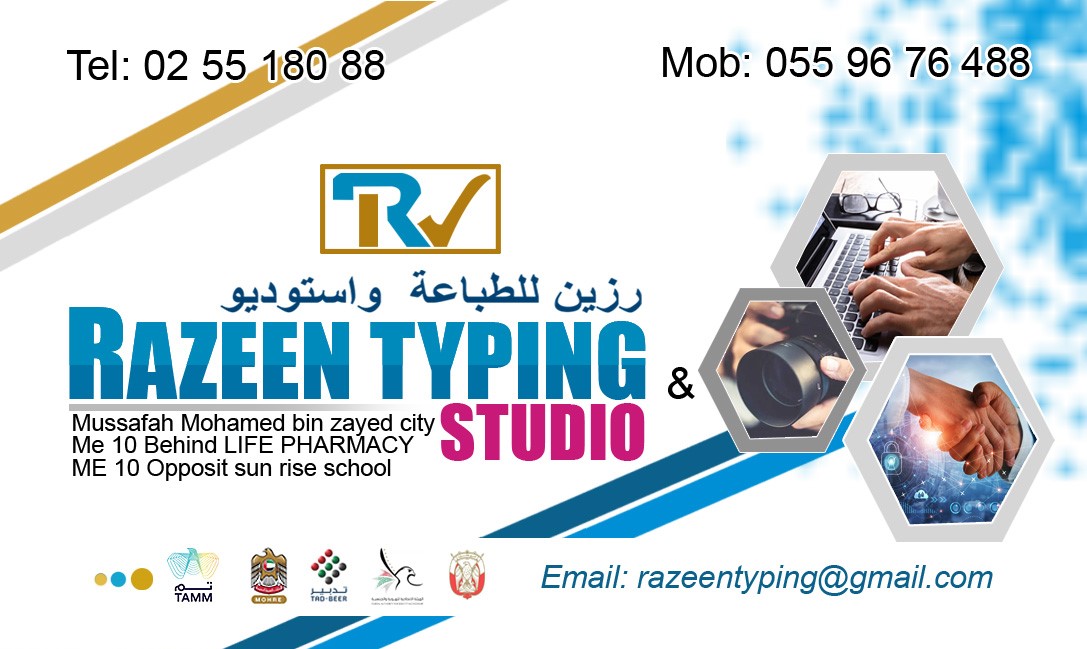 Tel: 02 55 180 88
Mob: 055 96 76 488
رزين للطباعة واستوديو
RAZEEN TYPING
&
STUDIO
Mussafah Mohamed bin zayed city
Me 10 Behind LIFE PHARMACY
ME 10 Opposit sun rise school
تم
TAMM
MOHRE
تدبير
TAD-BEER
Email: razeentyping@gmail.com